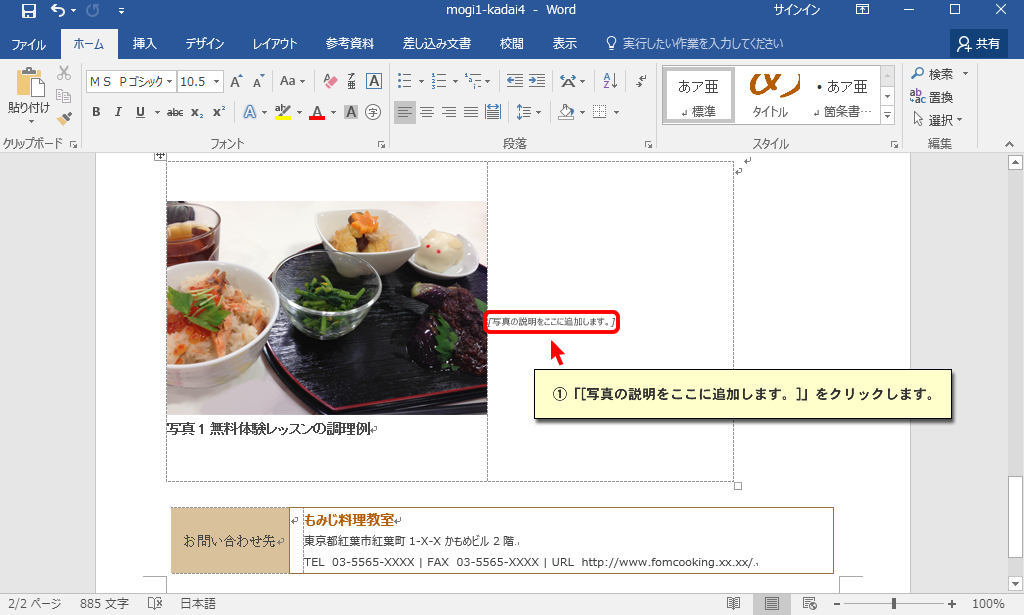 mogi1-kadai4 - Word
サインイン
ファイル
ホーム
挿入
デザイン
レイアウト
参考資料
差し込み文書
校閲
表示
実行したい作業を入力してください
共有
貼り付け
ＭＳ Ｐゴシック
10.5
Aa
B I U abc x₂ x²
クリップボード
フォント
段落
あア亜
標準
タイトル
・あア亜
箇条書…
スタイル
検索
置換
選択
編集
[写真の説明をここに追加します。]
①「[写真の説明をここに追加します。]」をクリックします。
写真 1 無料体験レッスンの調理例
お問い合わせ先
もみじ料理教室
東京都紅葉市紅葉町 1-X-X かもめビル 2 階
TEL 03-5565-XXXX | FAX 03-5565-XXXX | URL http://www.fomcooking.xx.xx/
2/2 ページ
885 文字
日本語
100%